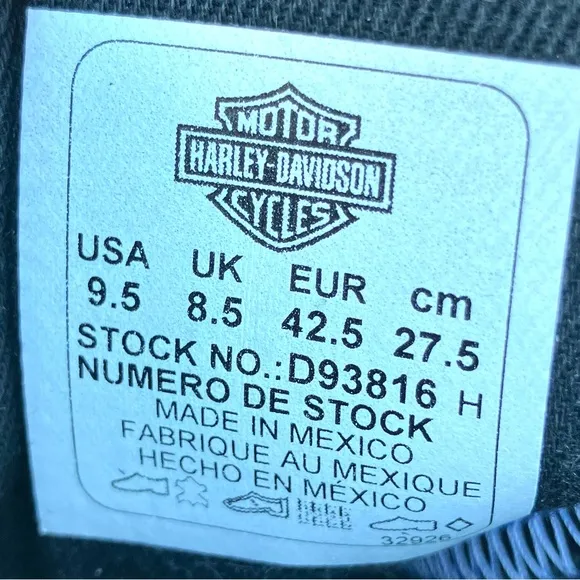 MOTOR
HARLEY-DAVIDSON
CYCLES
USA UK EUR cm
9.5 8.5 42.5 27.5
STOCK NO.:D93816 H
NUMERO DE STOCK
MADE IN MEXICO
FABRIQUE AU MEXIQUE
HECHO EN MÉXICO
32926